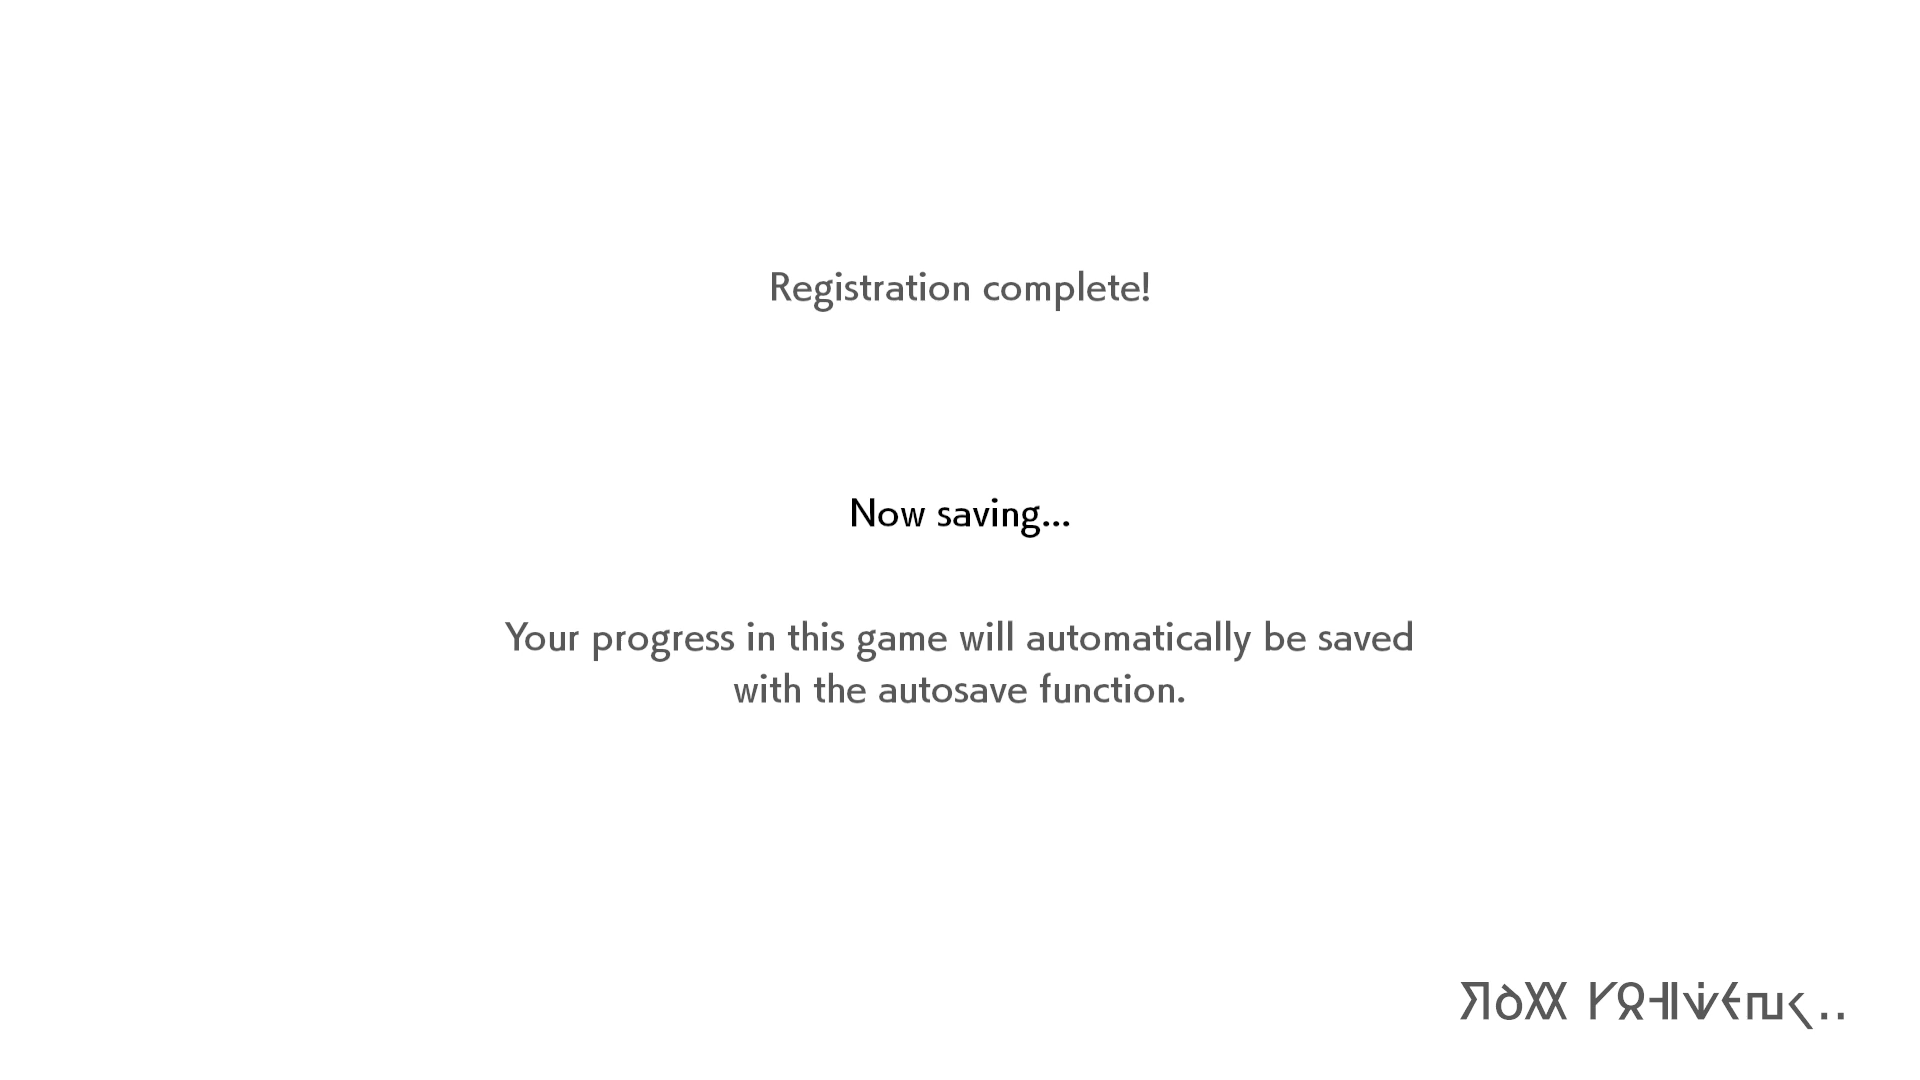 Registration complete!
Now saving...
Your progress in this game will automatically be saved
with the autosave function.